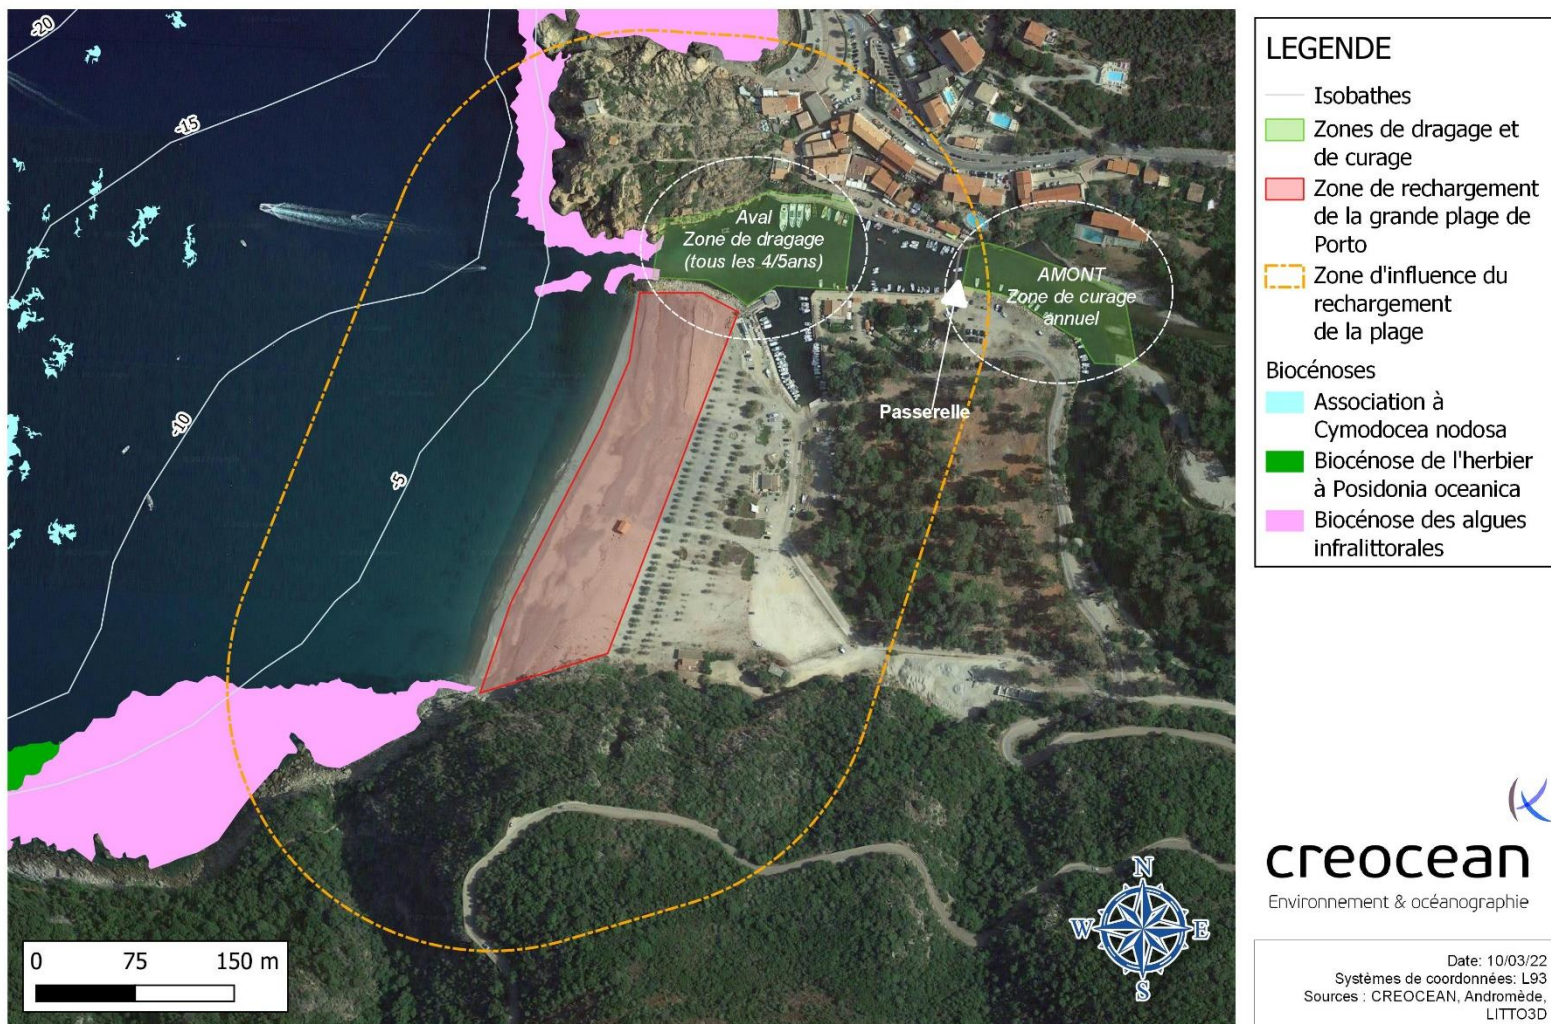 -20
-15
-10
-5
Aval
Zone de dragage
(tous les 4/5ans)
AMONT
Zone de curage
annuel
Passerelle
N
W
E
S
0 75 150 m
LEGENDE
Isobathes
Zones de dragage et
de curage
Zone de rechargement
de la grande plage de
Porto
Zone d'influence du
rechargement
de la plage
Biocénoses
Association à
Cymodocea nodosa
Biocénose de l'herbier
à Posidonia oceanica
Biocénose des algues
infralittorales
creocean
Environnement & océanographie
Date: 10/03/22
Systèmes de coordonnées: L93
Sources : CREOCEAN, Andromède,
LITTO3D